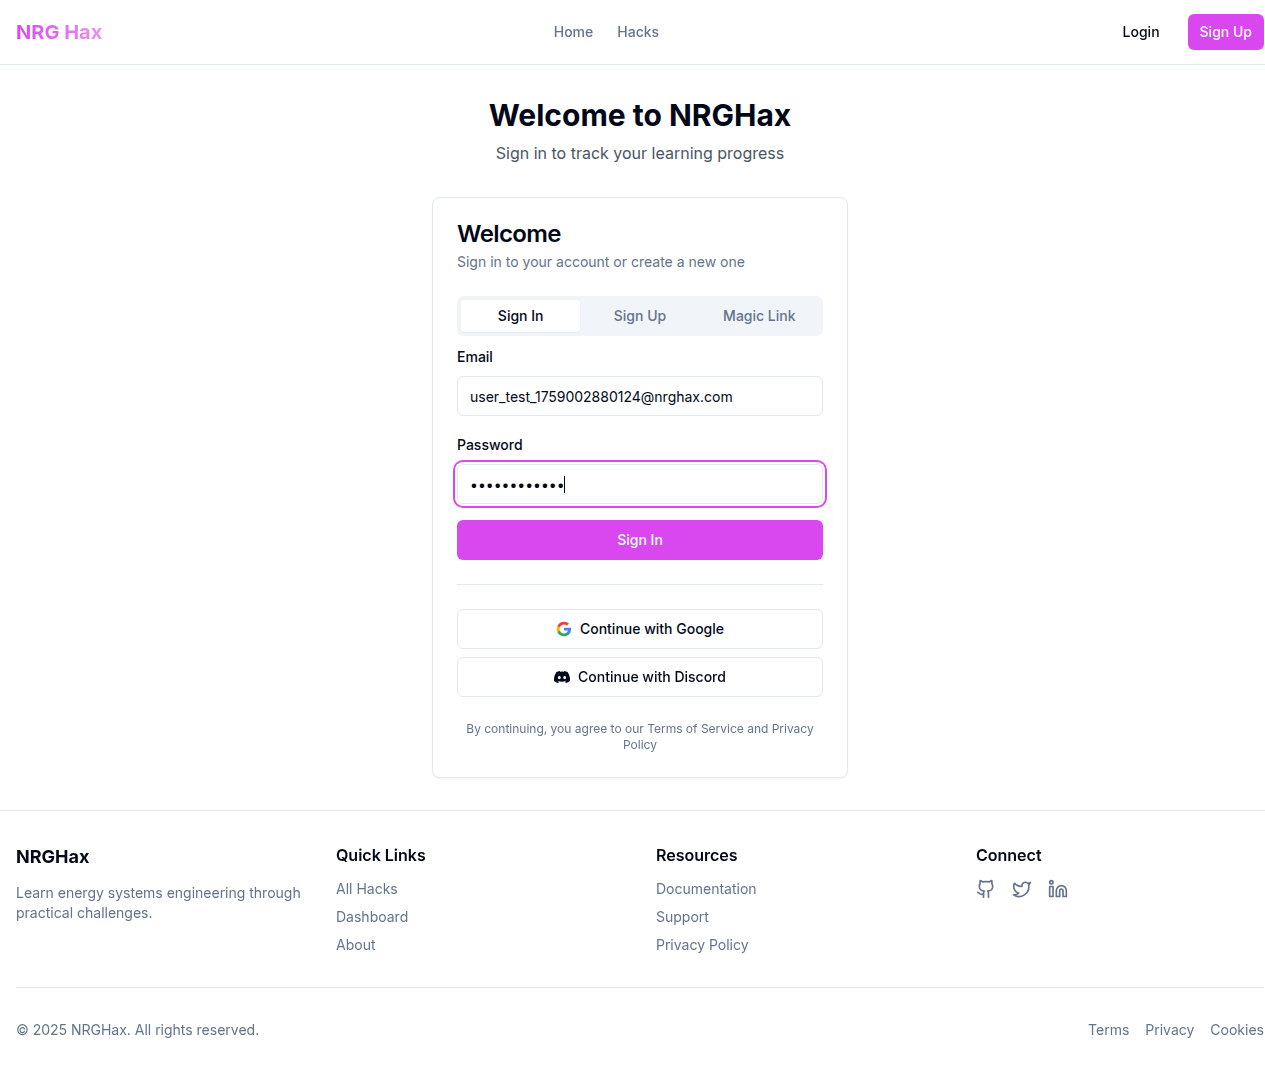 NRG Hax
Home
Hacks
Login
Sign Up
Welcome to NRGHax
Sign in to track your learning progress
Welcome
Sign in to your account or create a new one
Sign In
Sign Up
Magic Link
Email
user_test_1759002880124@nrghax.com
Password
••••••••••••
Sign In
Continue with Google
Continue with Discord
By continuing, you agree to our Terms of Service and Privacy
Policy
NRGHax
Learn energy systems engineering through
practical challenges.
Quick Links
All Hacks
Dashboard
About
Resources
Documentation
Support
Privacy Policy
Connect
© 2025 NRGHax. All rights reserved.
Terms
Privacy
Cookies